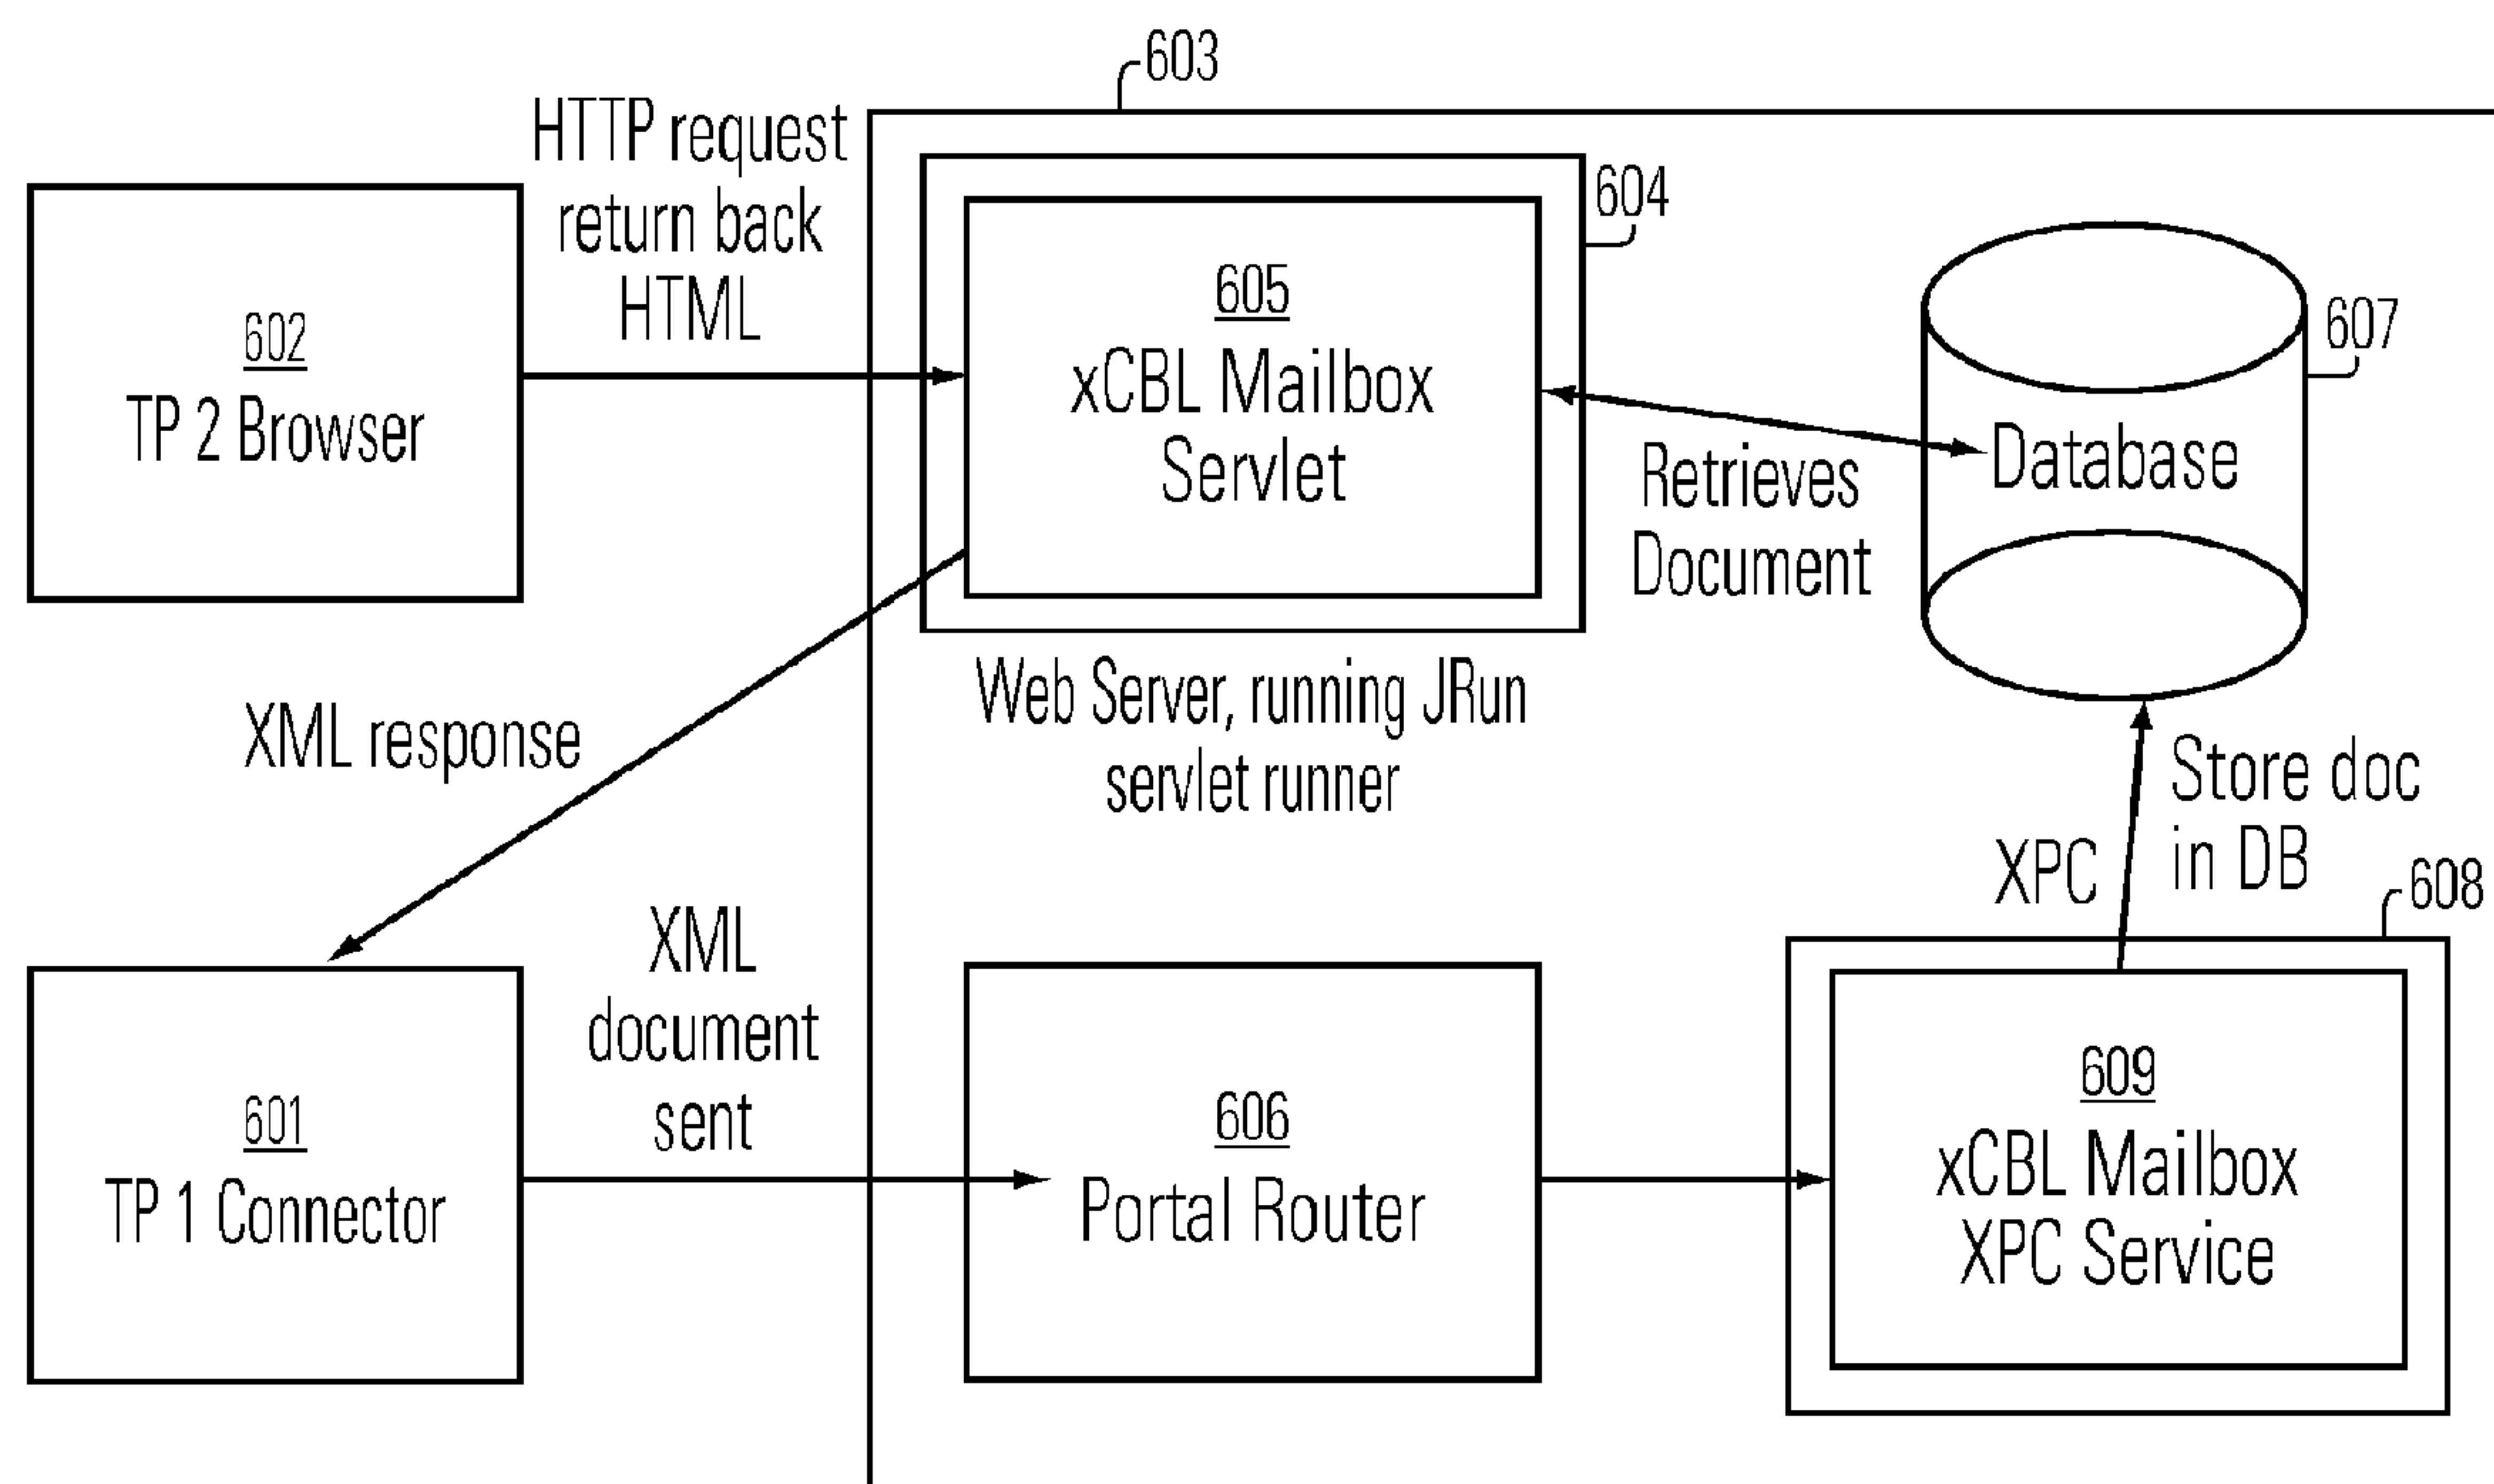 603
HTTP request
return back
HTML
604
602
TP 2 Browser
605
xCBL Mailbox
Servlet
607
Database
Retrieves
Document
Web Server, running JRun
servlet runner
XML response
Store doc
in DB
XPC
608
XML
document
sent
601
TP 1 Connector
606
Portal Router
609
xCBL Mailbox
XPC Service